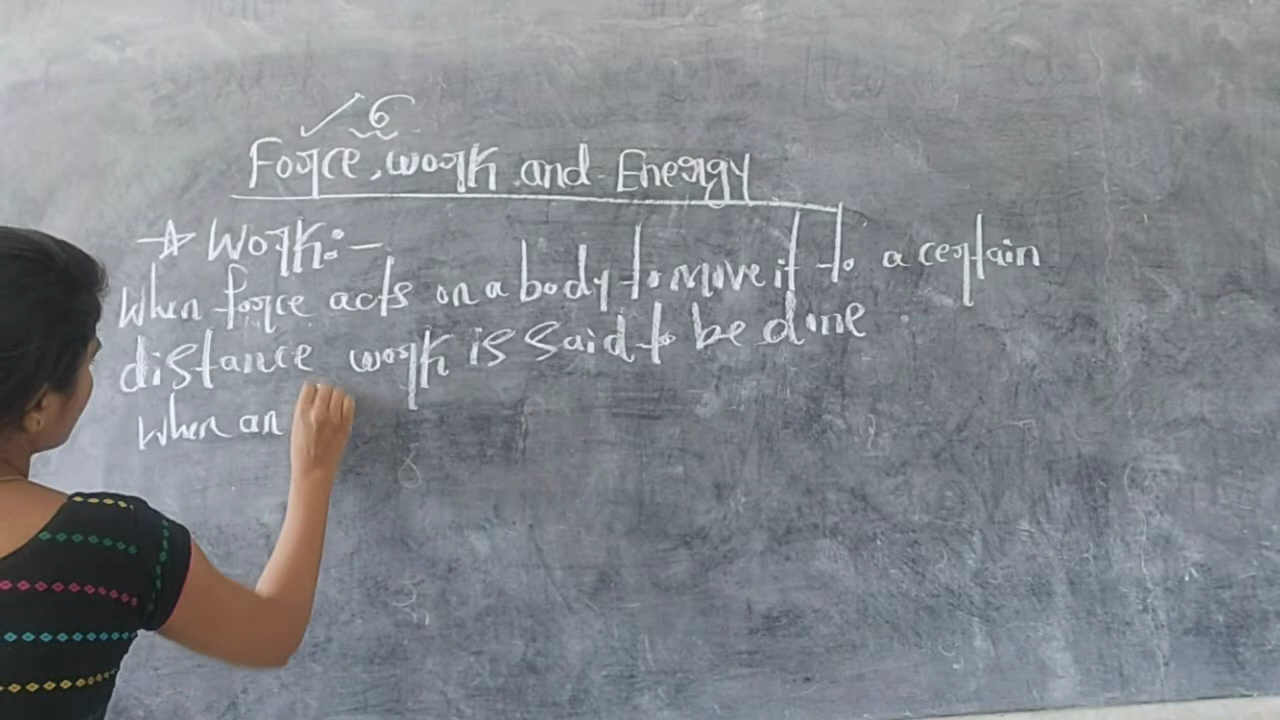 Force, work and Energy
☆ Work:-
When force acts on a body to move it to a certain
distance work is said to be done
When an